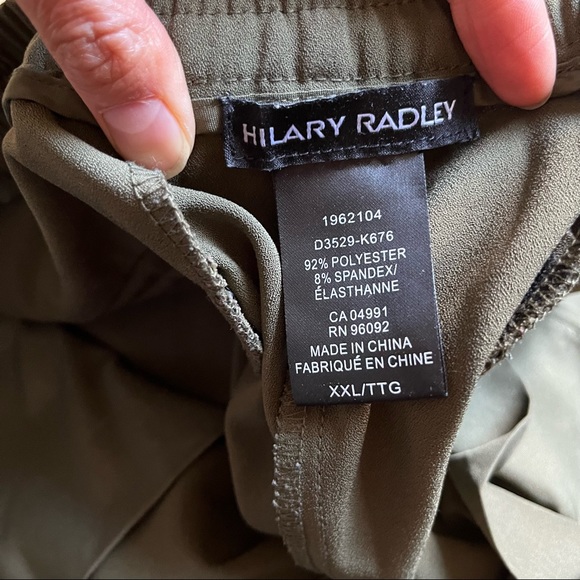 HILARY RADLEY
1962104
D3529-K676
92% POLYESTER
8% SPANDEX/
ÉLASTHANNE
CA 04991
RN 96092
MADE IN CHINA
FABRIQUÉ EN CHINE
XXL/TTG